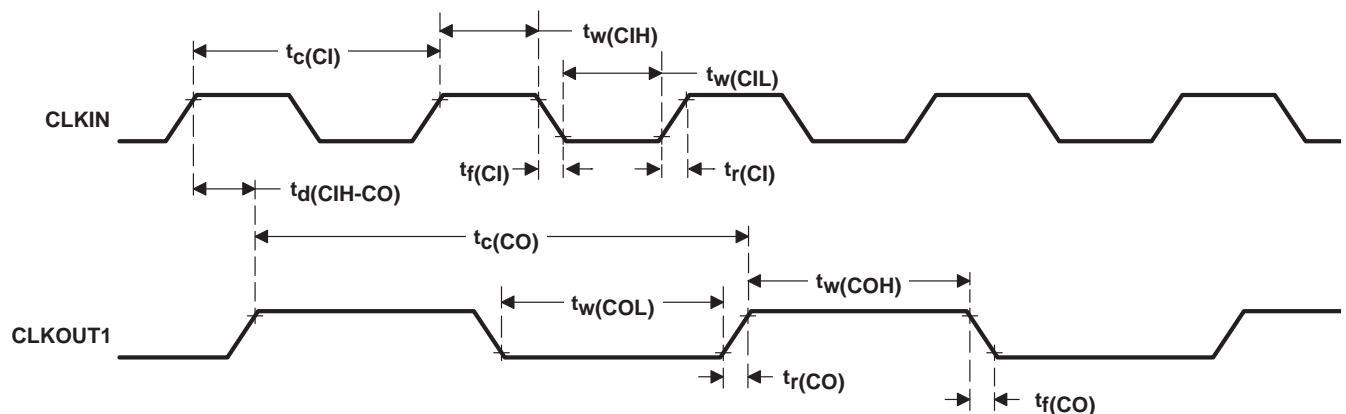 tw(CIH)
tc(CI)
tw(CIL)
CLKIN
tf(CI)
tr(CI)
td(CIH-CO)
tc(CO)
tw(COH)
tw(COL)
CLKOUT1
tr(CO)
tf(CO)